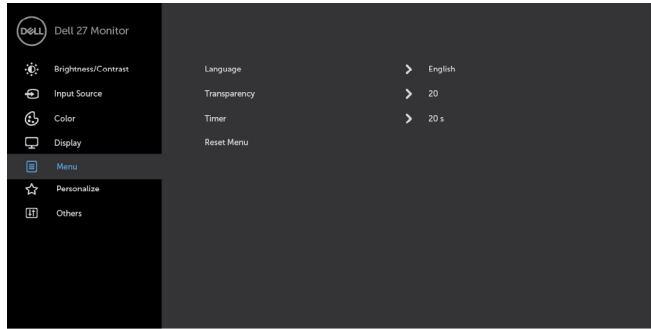 DELL Dell 27 Monitor
Brightness/Contrast Language English
Input Source Transparency 20
Color Timer 20 s
Display Reset Menu
Menu
Personalize
Others